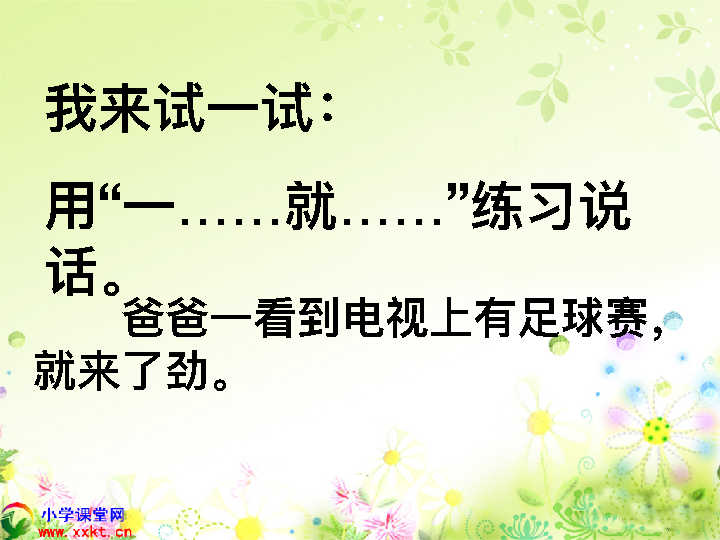 我来试一试：
用“一……就……”练习说
话。
爸爸一看到电视上有足球赛，
就来了劲。
小学课堂网
www.xxkt.cn